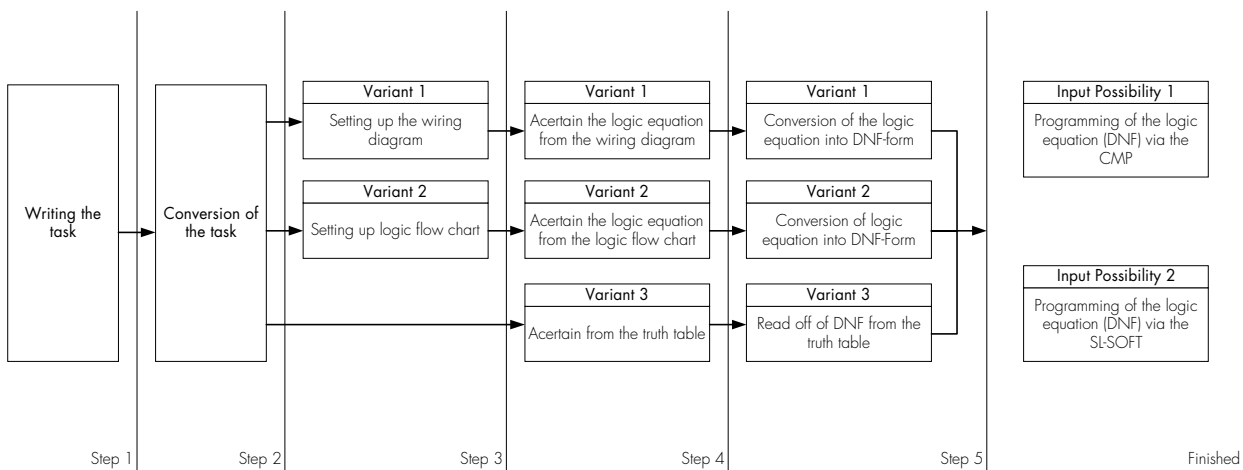 Writing the
task
Conversion of
the task
Variant 1
Setting up the wiring
diagram
Variant 2
Setting up logic flow chart
Variant 1
Acertain the logic equation
from the wiring diagram
Variant 2
Acertain the logic equation
from the logic flow chart
Variant 3
Acertain from the truth table
Variant 1
Conversion of the logic
equation into DNF-form
Variant 2
Conversion of logic
equation into DNF-Form
Variant 3
Read off of DNF from the
truth table
Input Possibility 1
Programming of the logic
equation (DNF) via the
CMP
Input Possibility 2
Programming of the logic
equation (DNF) via the
SL-SOFT
Step 1
Step 2
Step 3
Step 4
Step 5
Finished